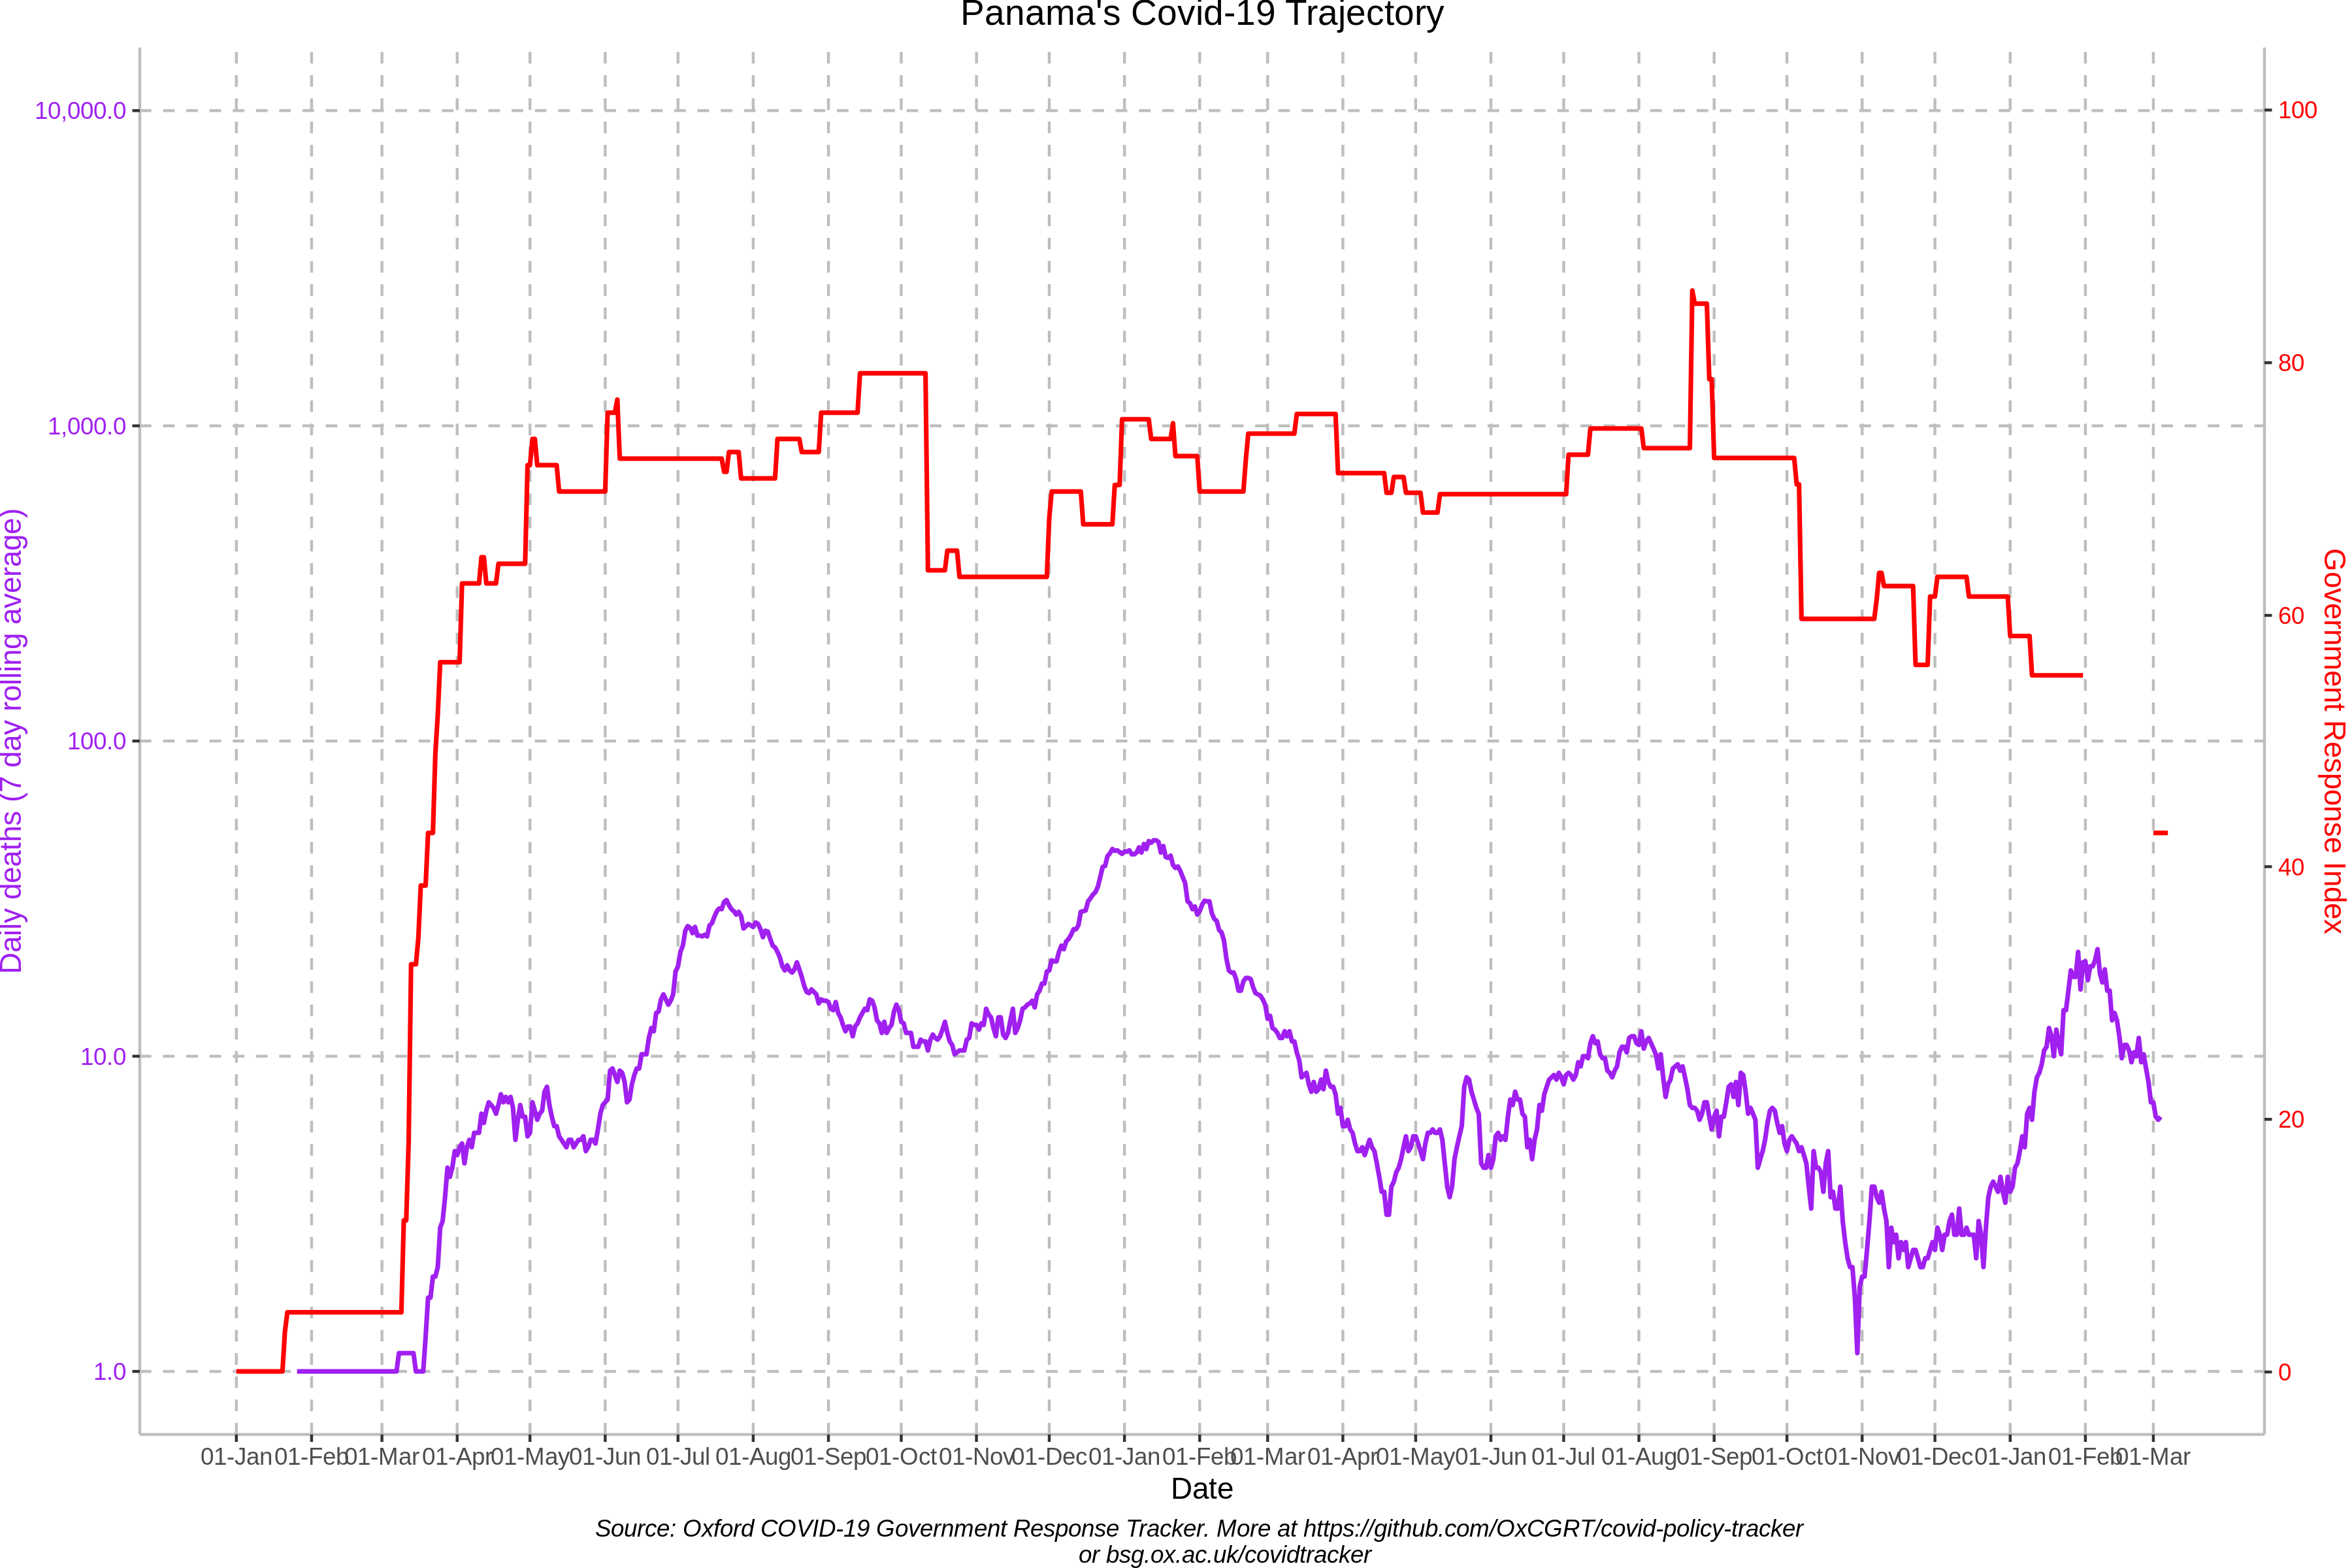 Panama's Covid-19 Trajectory
10,000.0
1,000.0
100.0
10.0
1.0
Daily deaths (7 day rolling average)
100
80
60
40
20
0
Government Response Index
01-Jan 01-Feb 01-Mar 01-Apr 01-May 01-Jun 01-Jul 01-Aug 01-Sep 01-Oct 01-Nov 01-Dec 01-Jan 01-Feb 01-Mar 01-Apr 01-May 01-Jun 01-Jul 01-Aug 01-Sep 01-Oct 01-Nov 01-Dec 01-Jan 01-Feb 01-Mar
Date
Source: Oxford COVID-19 Government Response Tracker. More at https://github.com/OxCGRT/covid-policy-tracker
or bsg.ox.ac.uk/covidtracker